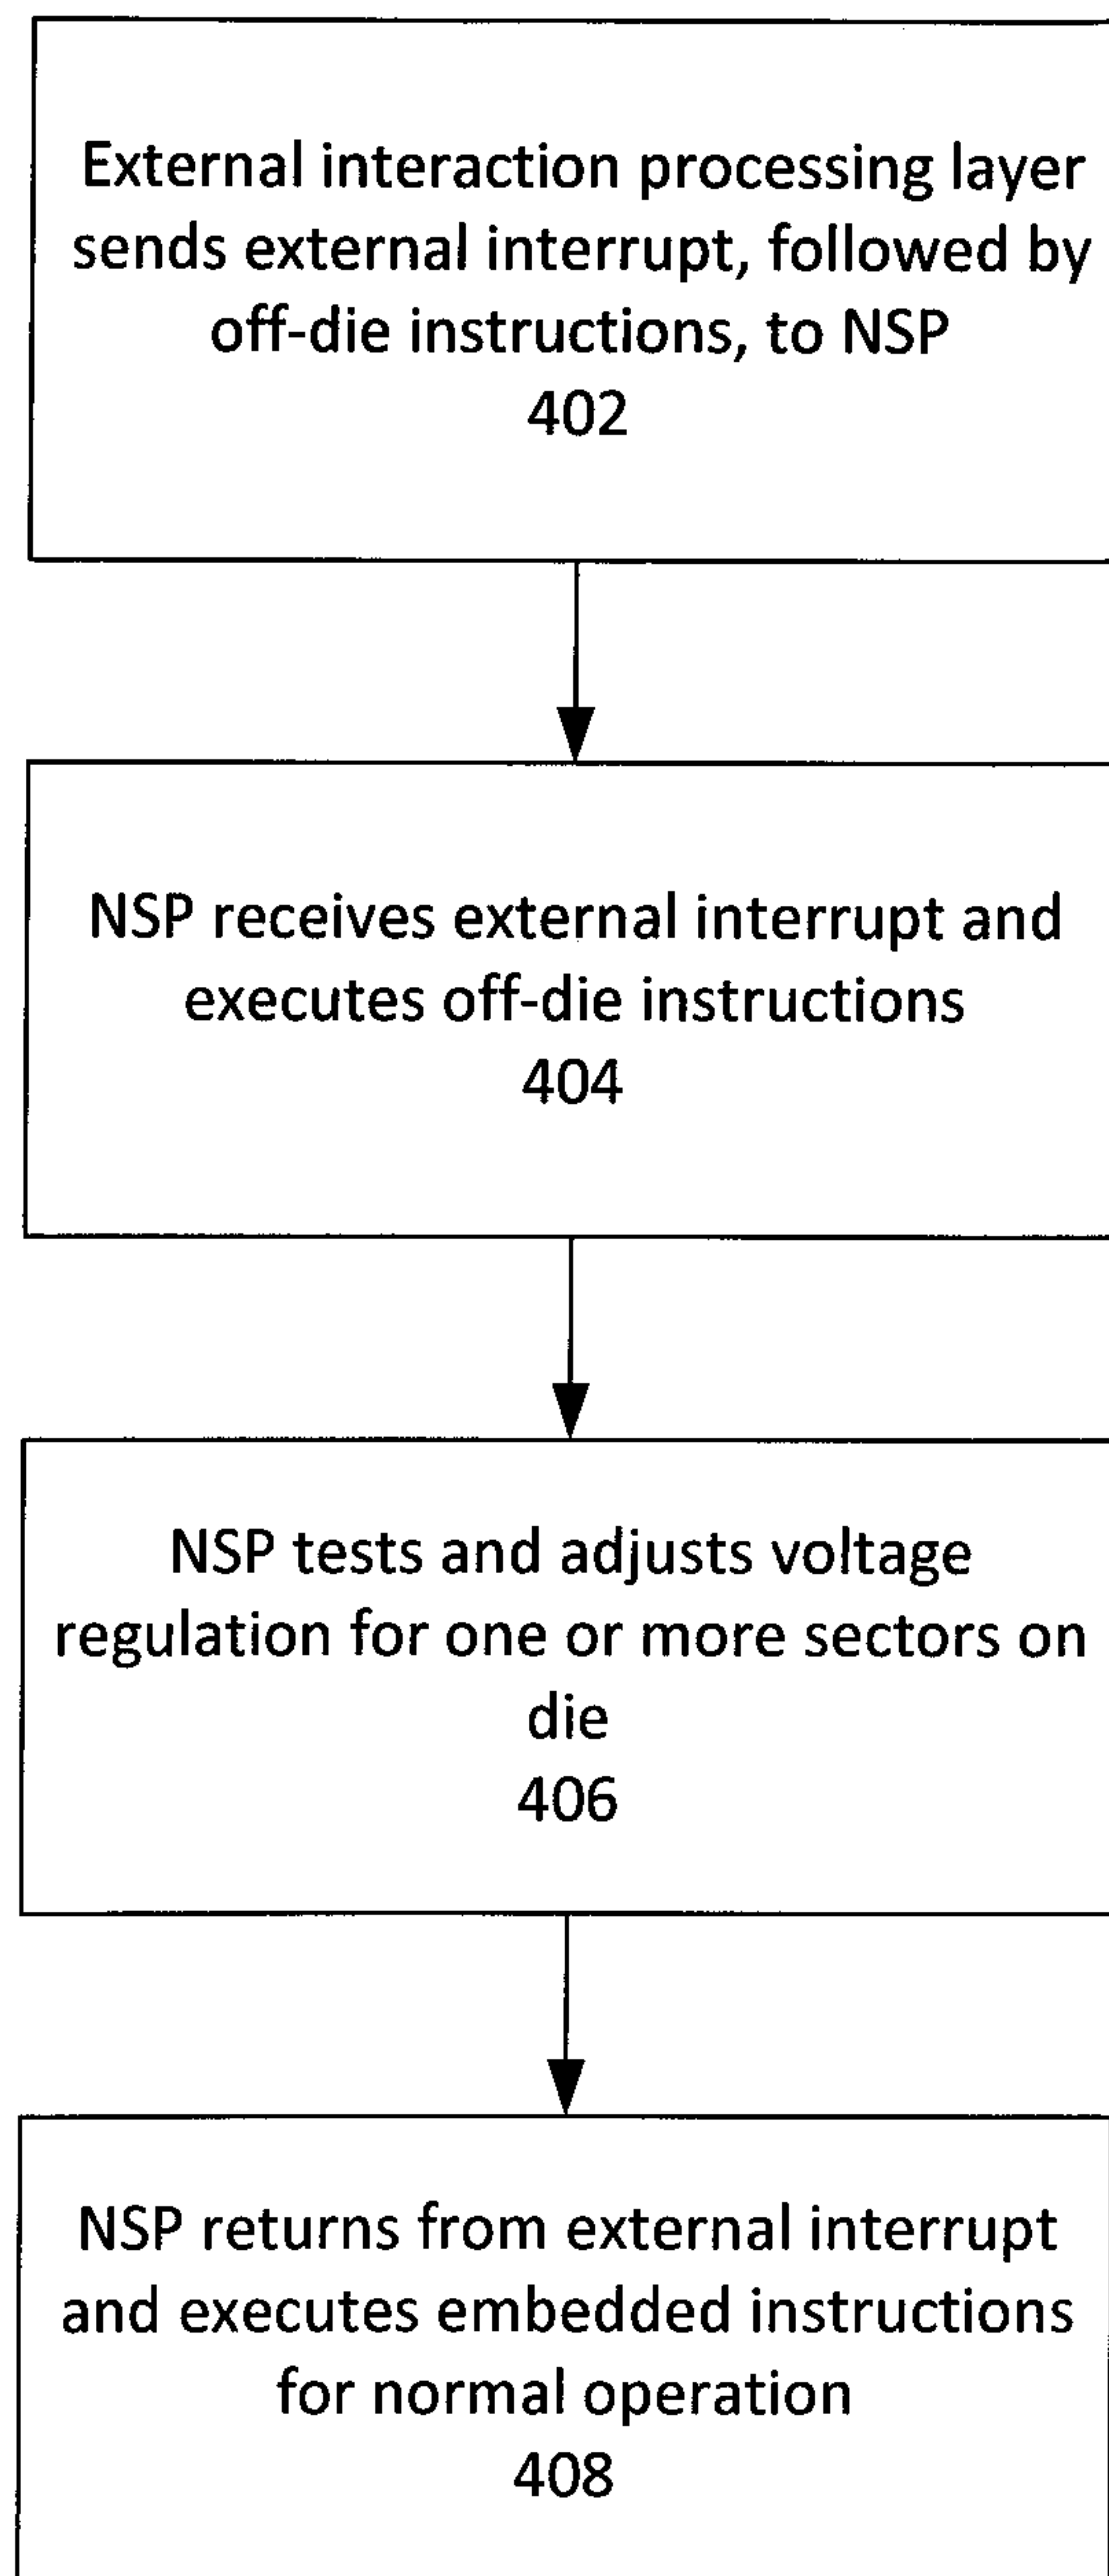 External interaction processing layer
sends external interrupt, followed by
off-die instructions, to NSP
402
NSP receives external interrupt and
executes off-die instructions
404
NSP tests and adjusts voltage
regulation for one or more sectors on
die
406
NSP returns from external interrupt
and executes embedded instructions
for normal operation
408